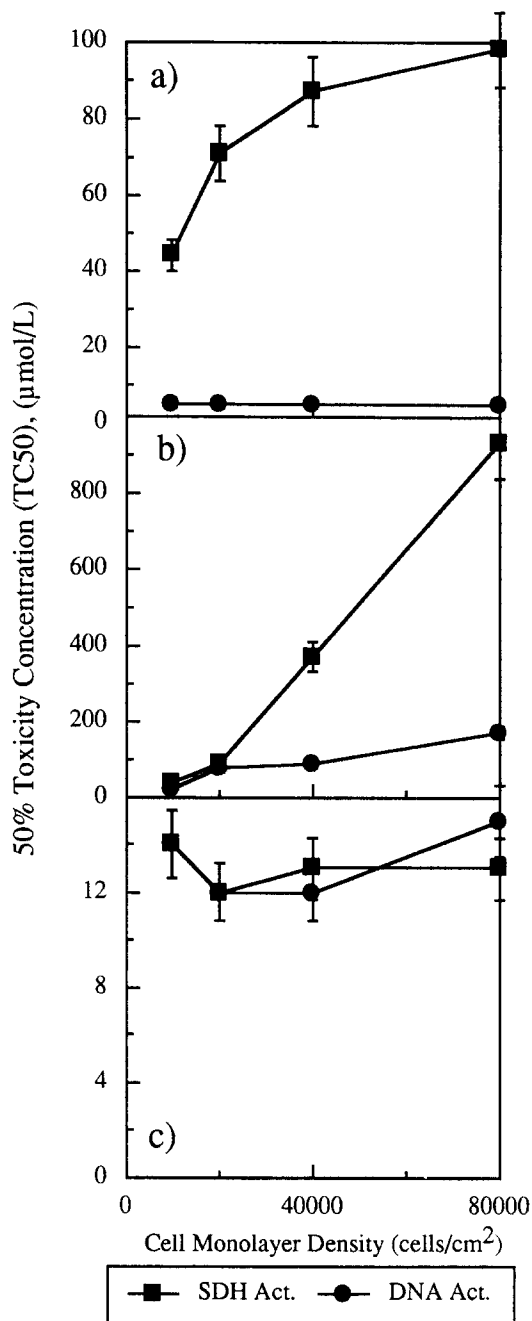 50% Toxicity Concentration (TC50), (µmol/L)
a)
100
80
60
40
20
0
b)
800
600
400
200
0
c)
12
8
4
0
0
40000
80000
Cell Monolayer Density (cells/cm²)
SDH Act.
DNA Act.